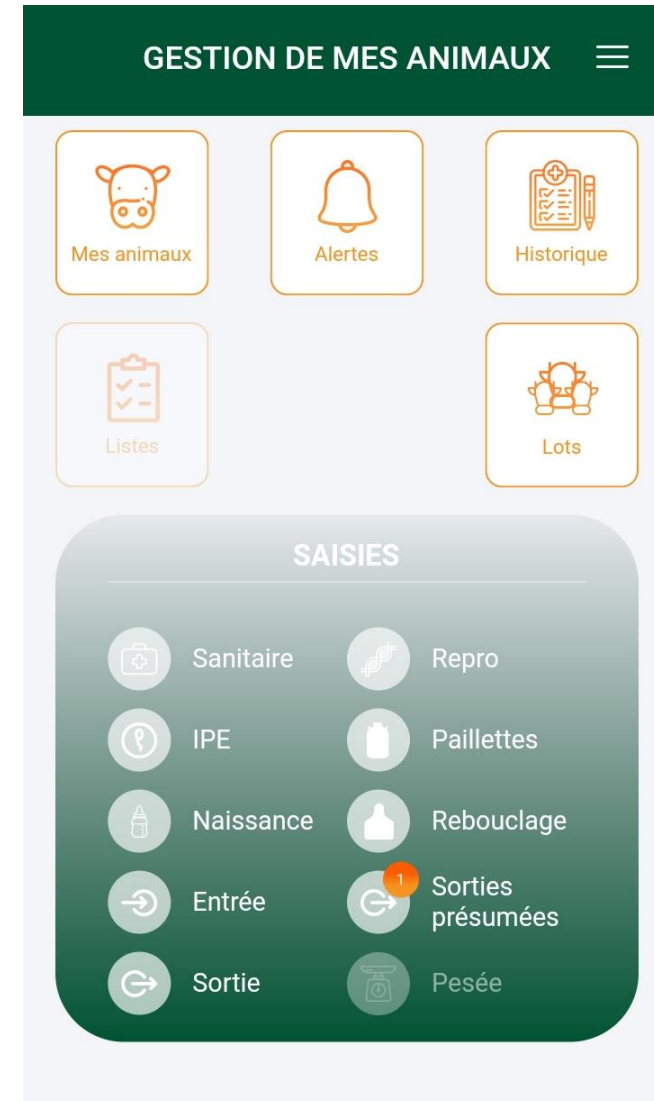 GESTION DE MES ANIMAUX
Mes animaux
Alertes
Historique
Listes
Lots
SAISIES
Sanitaire
Repro
IPE
Paillettes
Naissance
Rebouclage
Entrée
1
Sorties
présumées
Sortie
Pesée